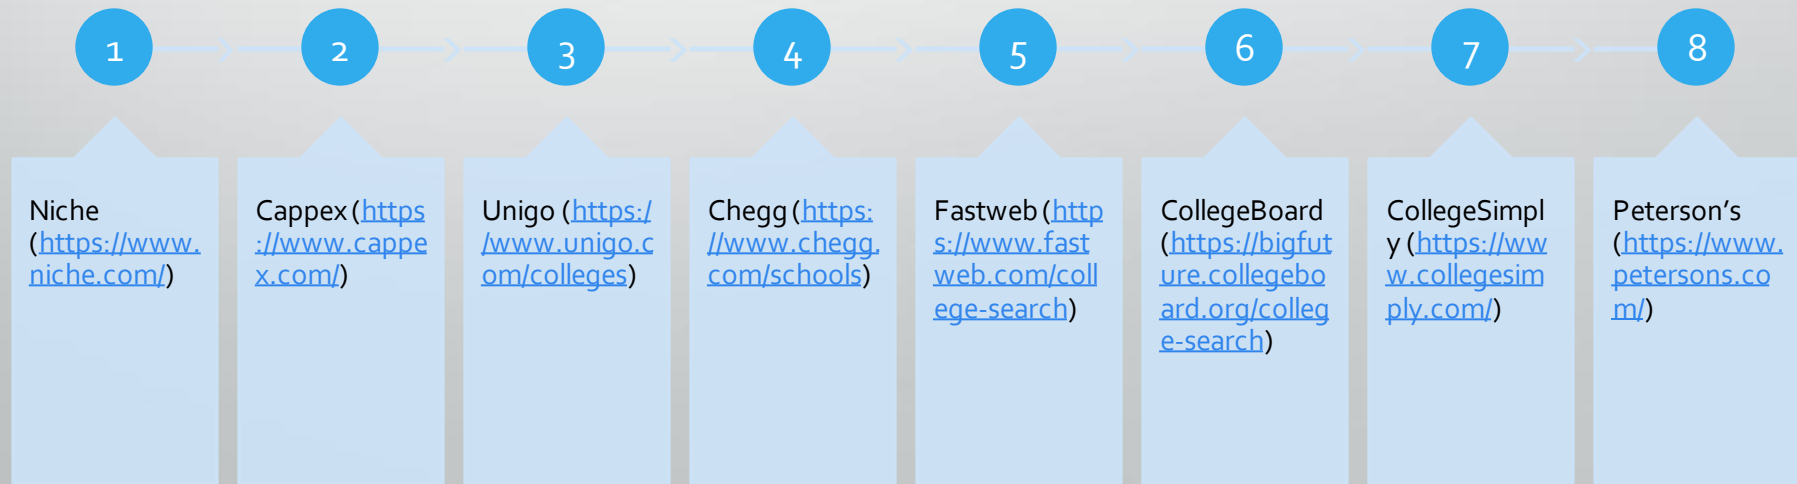 1
2
3
4
5
6
7
8
Niche
(https://www.
niche.com/)
Cappex (https
://www.cappe
x.com/)
Unigo (https:/
/www.unigo.c
om/colleges)
Chegg (https:
//www.chegg.
com/schools)
Fastweb (http
s://www.fast
web.com/coll
ege-search)
CollegeBoard
(https://bigfut
ure.collegebo
ard.org/colleg
e-search)
CollegeSimpl
y (https://ww
w.collegesim
ply.com/)
Peterson’s
(https://www.
petersons.co
m/)